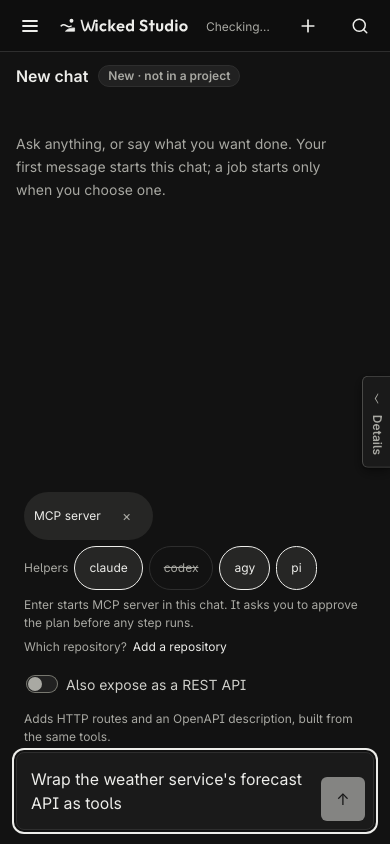 Wicked Studio Checking...
New chat New · not in a project
Ask anything, or say what you want done. Your
first message starts this chat; a job starts only
when you choose one.
Details
MCP server ×
Helpers claude codex agy pi
Enter starts MCP server in this chat. It asks you to approve
the plan before any step runs.
Which repository? Add a repository
Also expose as a REST API
Adds HTTP routes and an OpenAPI description, built from
the same tools.
Wrap the weather service's forecast
API as tools